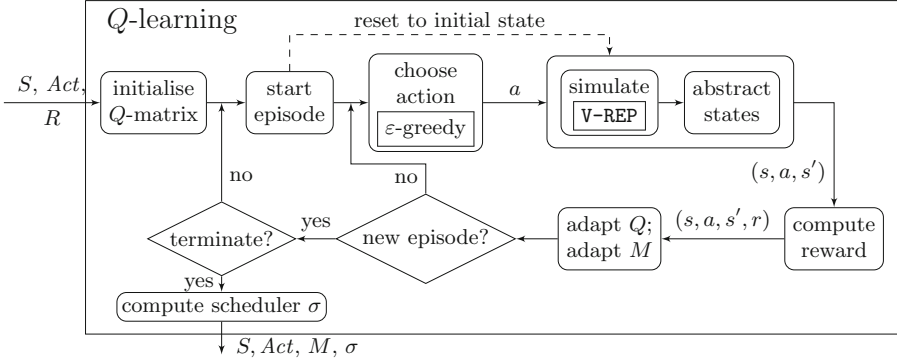 Q-learning
reset to initial state
S, Act,
R
initialise
Q-matrix
start
episode
choose
action
ε-greedy
a
simulate
V-REP
abstract
states
(s, a, s′)
no
no
terminate?
yes
new episode?
adapt Q;
adapt M
(s, a, s′, r)
compute
reward
yes
compute scheduler σ
S, Act, M, σ